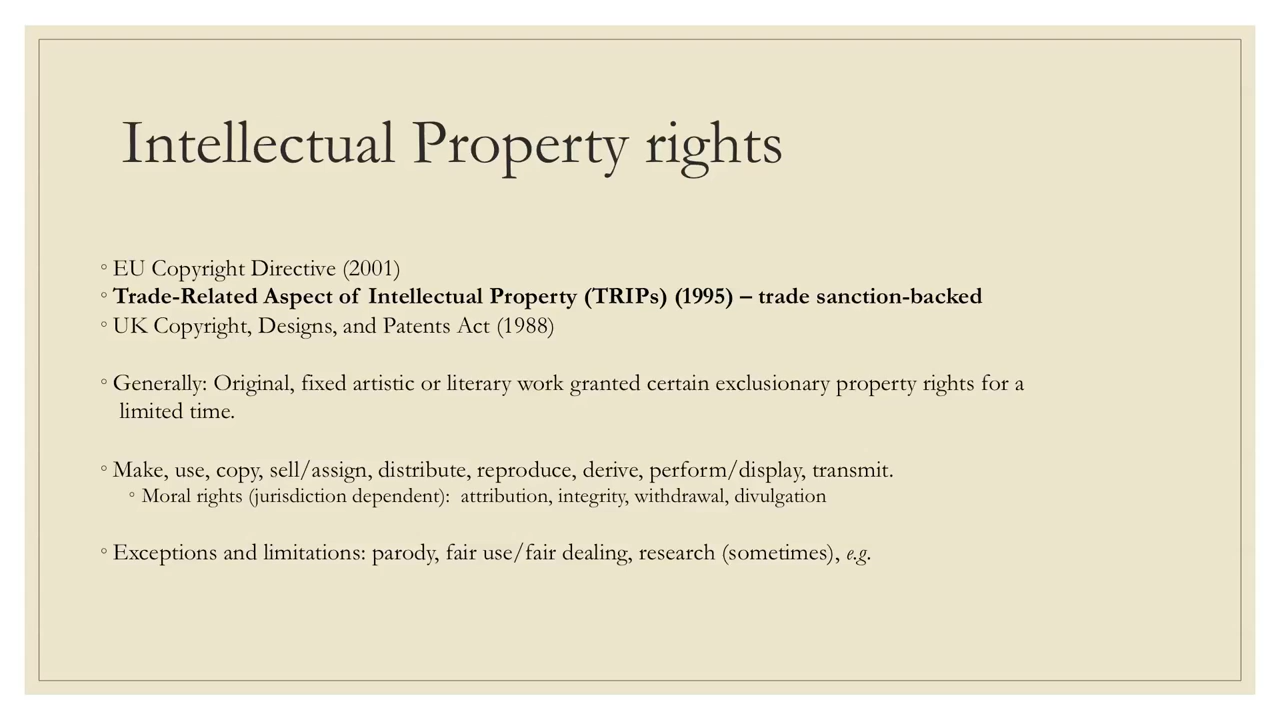 Intellectual Property rights
◦ EU Copyright Directive (2001)
◦ Trade-Related Aspect of Intellectual Property (TRIPs) (1995) – trade sanction-backed
◦ UK Copyright, Designs, and Patents Act (1988)
◦ Generally: Original, fixed artistic or literary work granted certain exclusionary property rights for a
limited time.
◦ Make, use, copy, sell/assign, distribute, reproduce, derive, perform/display, transmit.
◦ Moral rights (jurisdiction dependent): attribution, integrity, withdrawal, divulgation
◦ Exceptions and limitations: parody, fair use/fair dealing, research (sometimes), e.g.